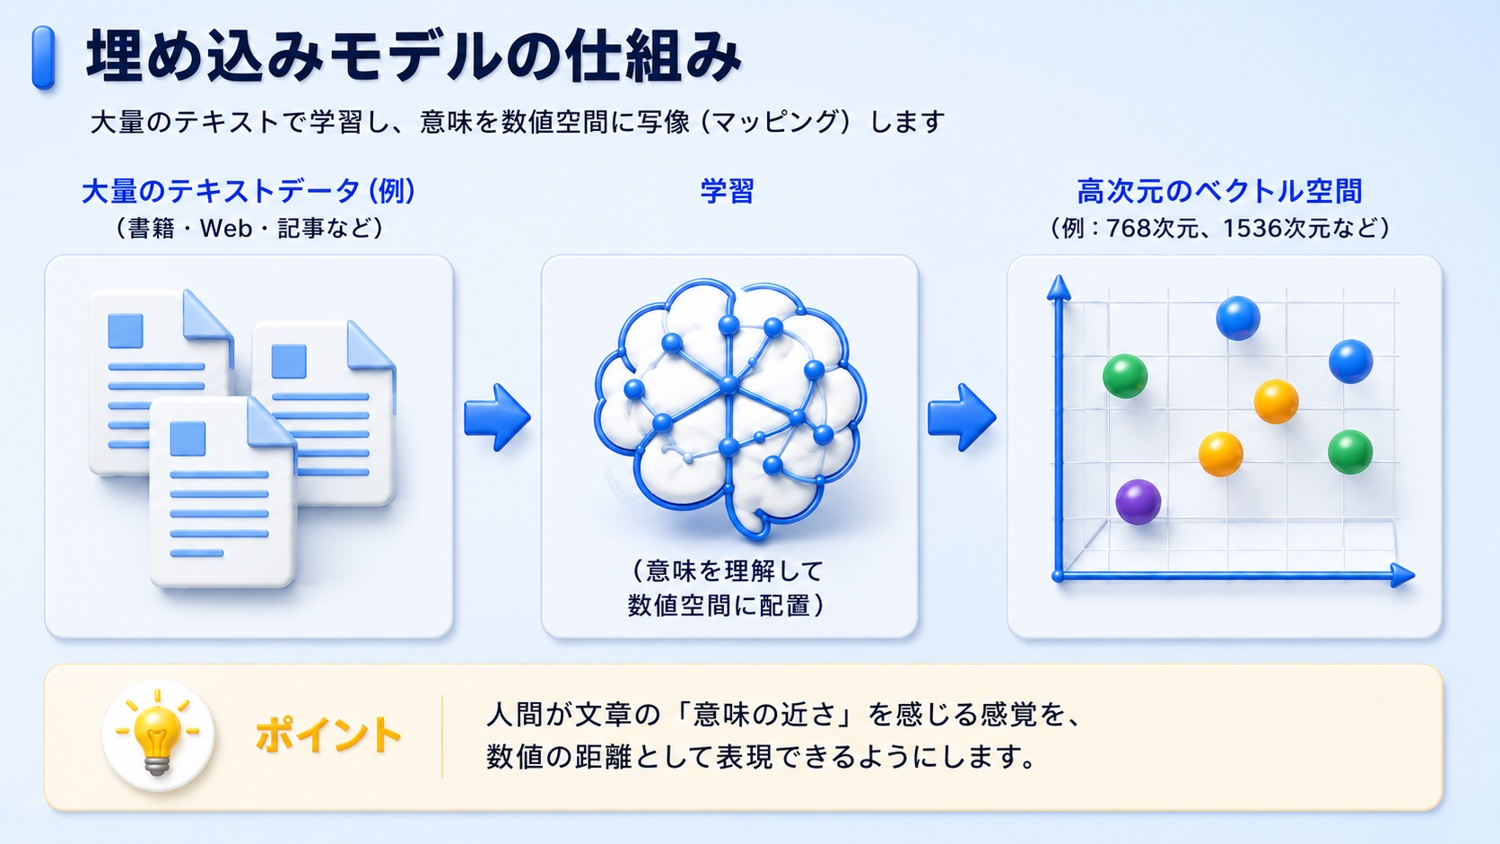 埋め込みモデルの仕組み
大量のテキストで学習し、意味を数値空間に写像（マッピング）します
大量のテキストデータ（例）
（書籍・Web・記事など）
学習
高次元のベクトル空間
（例：768次元、1536次元など）
（意味を理解して
数値空間に配置）
ポイント
人間が文章の「意味の近さ」を感じる感覚を、
数値の距離として表現できるようにします。